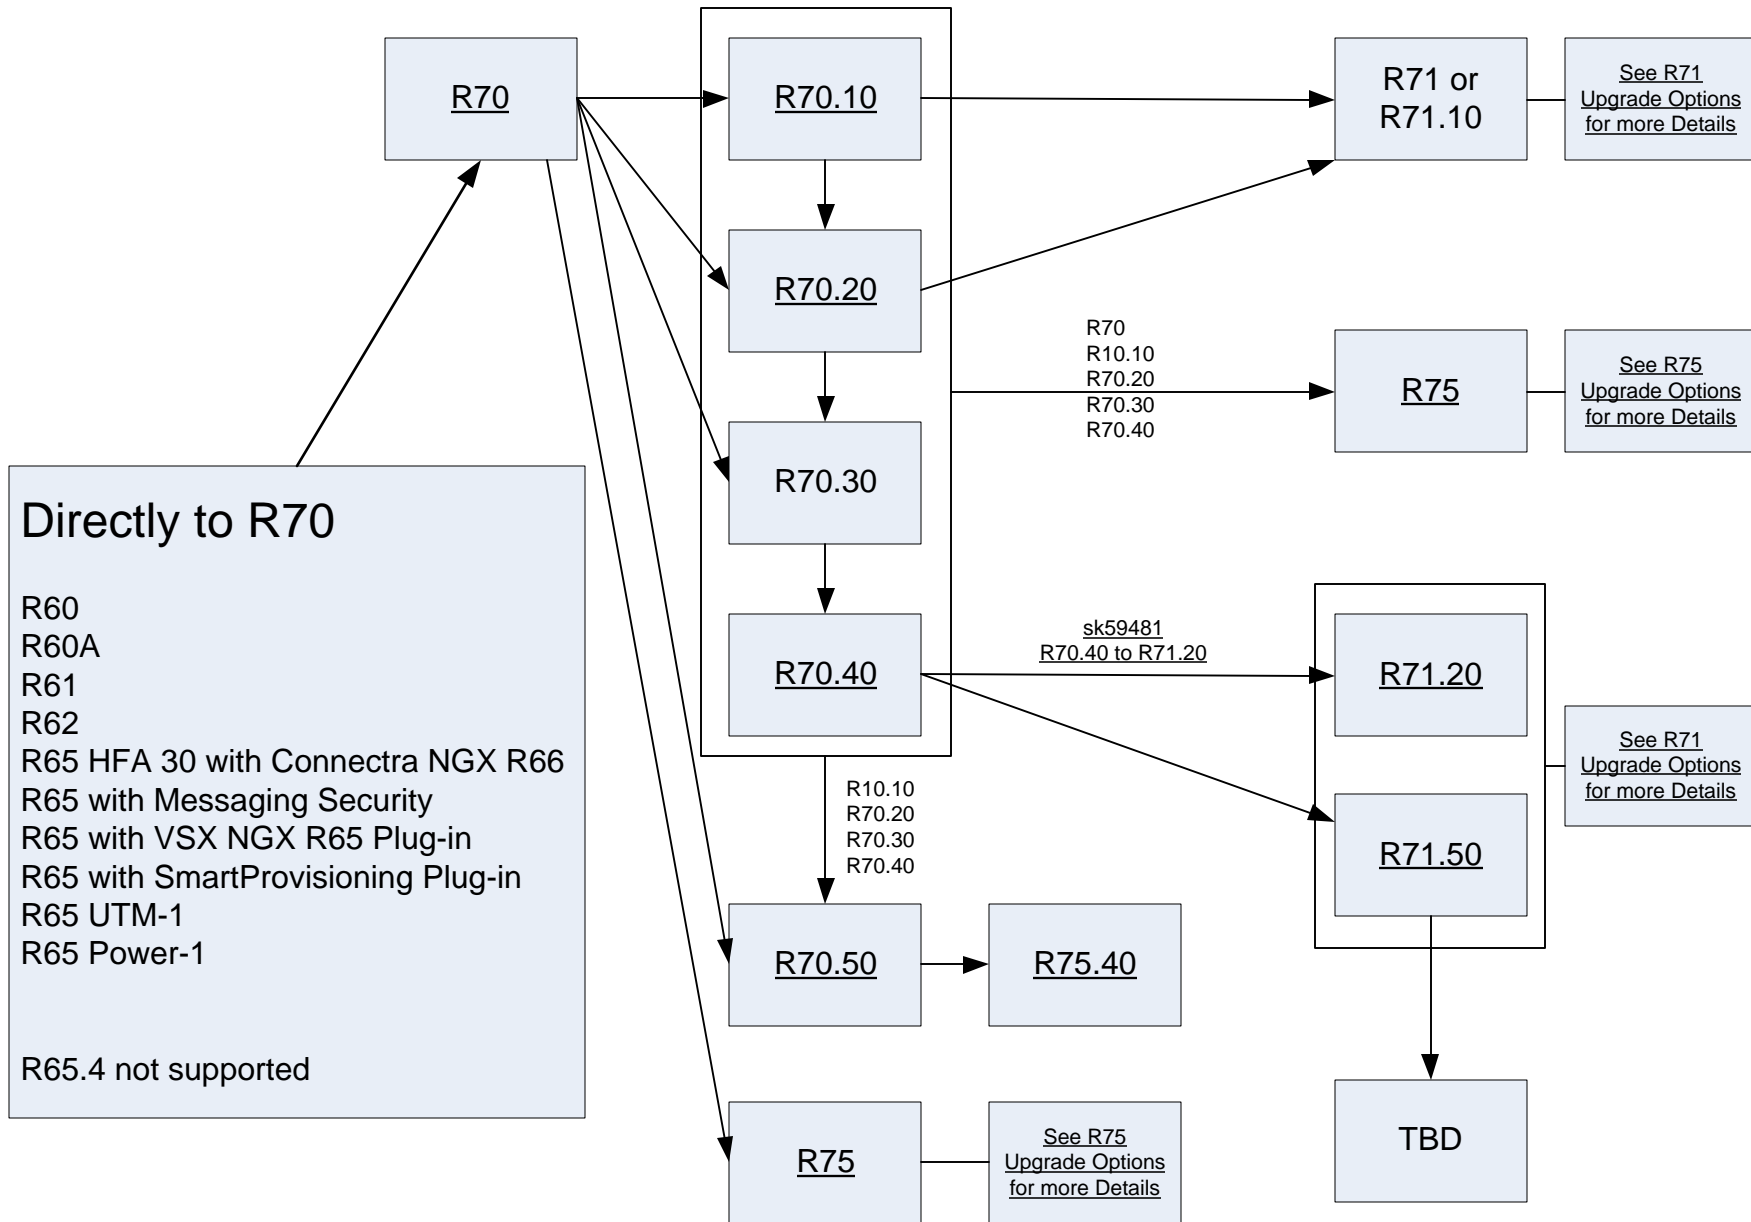 R70
R70.10
R71 or
R71.10
See R71
Upgrade Options
for more Details
R70.20
R70
R10.10
R70.20
R70.30
R70.40
R75
See R75
Upgrade Options
for more Details
R70.30
Directly to R70
R60
R60A
R61
R62
R65 HFA 30 with Connectra NGX R66
R65 with Messaging Security
R65 with VSX NGX R65 Plug-in
R65 with SmartProvisioning Plug-in
R65 UTM-1
R65 Power-1
R65.4 not supported
R70.40
sk59481
R70.40 to R71.20
R71.20
R71.50
See R71
Upgrade Options
for more Details
R10.10
R70.20
R70.30
R70.40
R70.50
R75.40
TBD
R75
See R75
Upgrade Options
for more Details